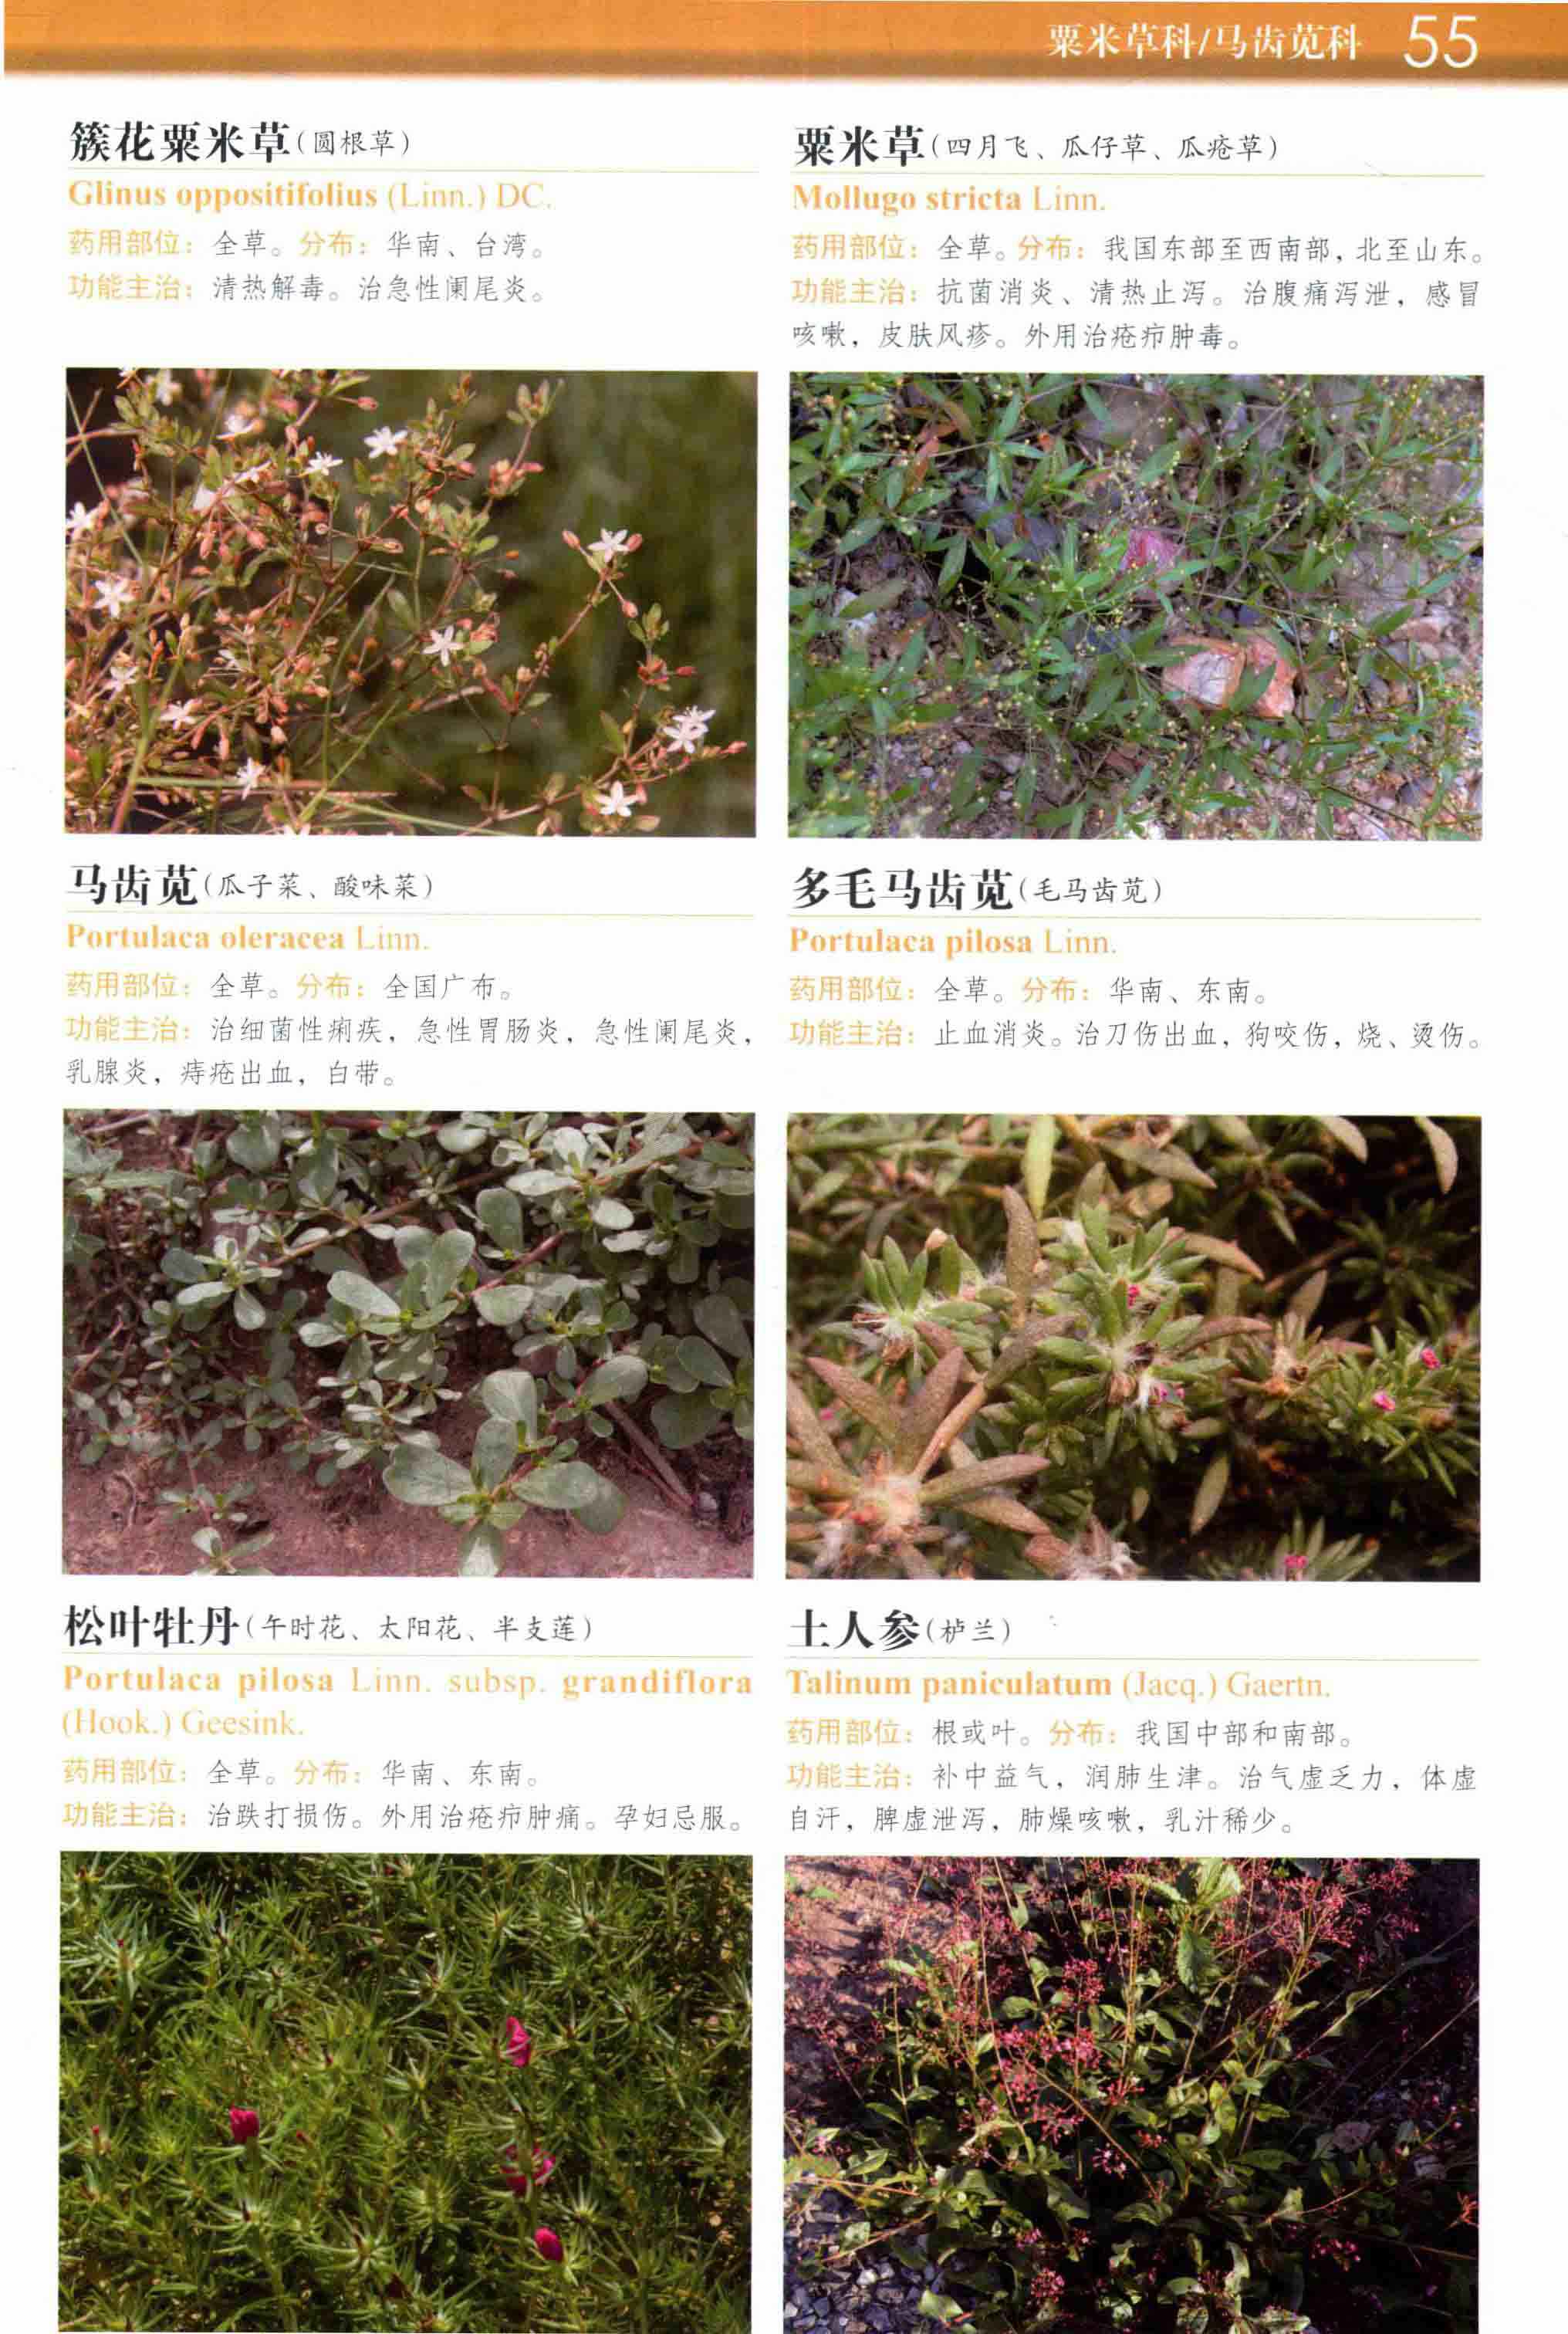 粟米草科/马齿苋科 55
簇花粟米草(圆根草)
Glinus oppositifolius (Linn.) DC.
药用部位：全草。分布：华南、台湾。
功能主治：清热解毒。治急性阑尾炎。
粟米草(四月飞、瓜仔草、瓜疮草)
Mollugo stricta Linn.
药用部位：全草。分布：我国东部至西南部，北至山东。
功能主治：抗菌消炎、清热止泻。治腹痛泻泄，感冒
咳嗽，皮肤风疹。外用治疮疖肿毒。
马齿苋(瓜子菜、酸味菜)
Portulaca oleracea Linn.
药用部位：全草。分布：全国广布。
功能主治：治细菌性痢疾，急性胃肠炎，急性阑尾炎，
乳腺炎，痔疮出血，白带。
多毛马齿苋(毛马齿苋)
Portulaca pilosa Linn.
药用部位：全草。分布：华南、东南。
功能主治：止血消炎。治刀伤出血，狗咬伤，烧、烫伤。
松叶牡丹(午时花、太阳花、半支莲)
Portulaca pilosa Linn. subsp. grandiflora
(Hook.) Geesink.
药用部位：全草。分布：华南、东南。
功能主治：治跌打损伤。外用治疮疖肿痛。孕妇忌服。
土人参(栌兰)
Talinum paniculatum (Jacq.) Gaertn.
药用部位：根或叶。分布：我国中部和南部。
功能主治：补中益气，润肺生津。治气虚乏力，体虚
自汗，脾虚泄泻，肺燥咳嗽，乳汁稀少。